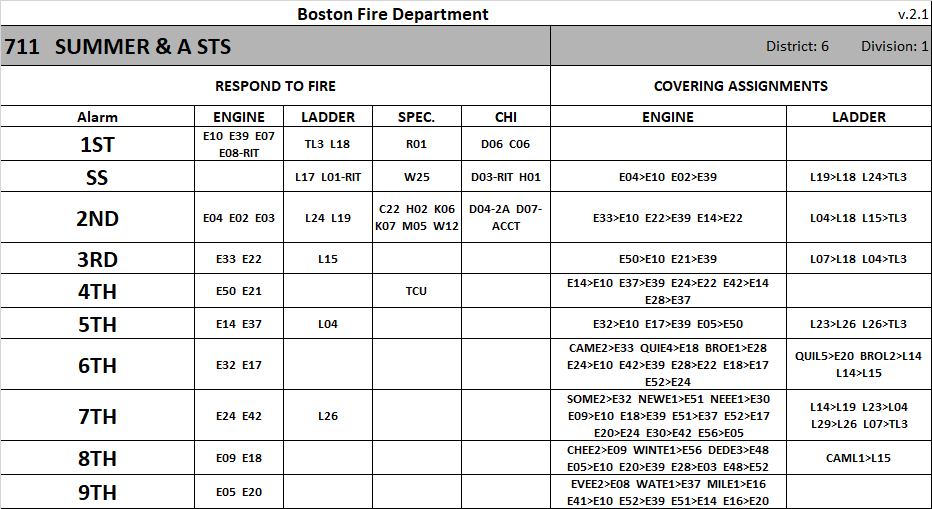 Boston Fire Department v.2.1
711 SUMMER & A STS District: 6 Division: 1
RESPOND TO FIRE COVERING ASSIGNMENTS
Alarm ENGINE LADDER SPEC. CHI ENGINE LADDER
1ST
E10 E39 E07
E08-RIT
TL3 L18
R01
D06 C06
SS
L17 L01-RIT
W25
D03-RIT H01
E04>E10 E02>E39
L19>L18 L24>TL3
2ND
E04 E02 E03
L24 L19
C22 H02 K06
K07 M05 W12
D04-2A D07-
ACCT
E33>E10 E22>E39 E14>E22
L04>L18 L15>TL3
3RD
E33 E22
L15
E50>E10 E21>E39
L07>L18 L04>TL3
4TH
E50 E21
TCU
E14>E10 E37>E39 E24>E22 E42>E14
E28>E37
5TH
E14 E37
L04
E32>E10 E17>E39 E05>E50
L23>L26 L26>TL3
6TH
E32 E17
CAME2>E33 QUIE4>E18 BROE1>E28
E24>E10 E42>E39 E28>E22 E18>E17
E52>E24
QUIL5>E20 BROL2>L14
L14>L15
7TH
E24 E42
L26
SOME2>E32 NEWE1>E51 NEEE1>E30
E09>E10 E18>E39 E51>E37 E52>E17
E20>E24 E30>E42 E56>E05
L14>L19 L23>L04
L29>L26 L07>TL3
8TH
E09 E18
CHEE2>E09 WINTE1>E56 DEDE3>E48
E05>E10 E20>E39 E28>E03 E48>E52
CAML1>L15
9TH
E05 E20
EVEE2>E08 WATE1>E37 MILE1>E16
E41>E10 E52>E39 E51>E14 E16>E20